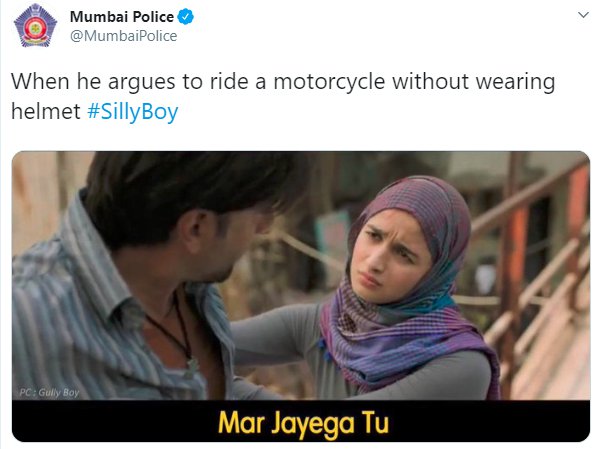 Mumbai Police
@MumbaiPolice
When he argues to ride a motorcycle without wearing
helmet #SillyBoy
PC : Gully Boy
Mar Jayega Tu